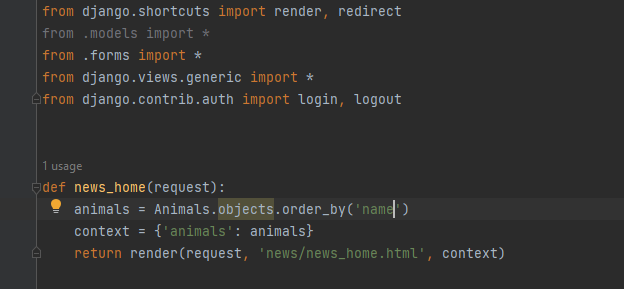 from django.shortcuts import render, redirect
from .models import *
from .forms import *
from django.views.generic import *
from django.contrib.auth import login, logout
1 usage
def news_home(request):
    animals = Animals.objects.order_by('name')
    context = {'animals': animals}
    return render(request, 'news/news_home.html', context)